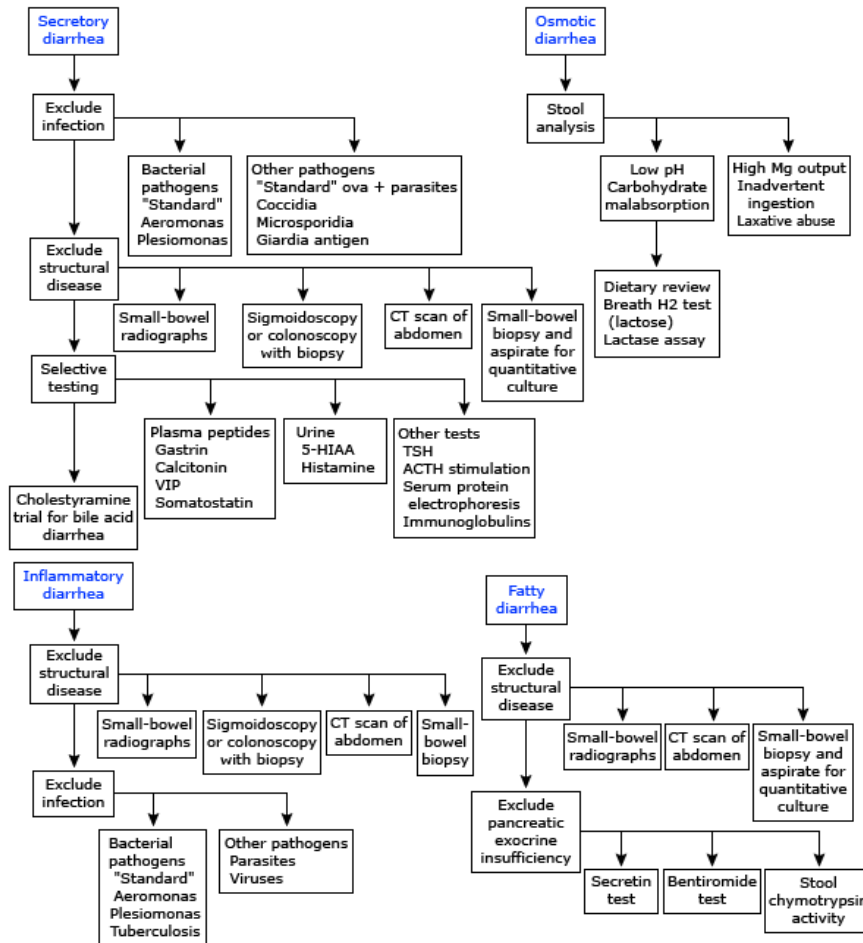 Secretory
diarrhea
Exclude
infection
Bacterial
pathogens
"Standard"
Aeromonas
Plesiomonas
Other pathogens
"Standard" ova + parasites
Coccidia
Microsporidia
Giardia antigen
Exclude
structural
disease
Small-bowel
radiographs
Sigmoidoscopy
or colonoscopy
with biopsy
CT scan of
abdomen
Small-bowel
biopsy and
aspirate for
quantitative
culture
Selective
testing
Plasma peptides
Gastrin
Calcitonin
VIP
Somatostatin
Urine
5-HIAA
Histamine
Other tests
TSH
ACTH stimulation
Serum protein
electrophoresis
Immunoglobulins
Cholestyramine
trial for bile acid
diarrhea
Osmotic
diarrhea
Stool
analysis
Low pH
Carbohydrate
malabsorption
High Mg output
Inadvertent
ingestion
Laxative abuse
Dietary review
Breath H2 test
(lactose)
Lactase assay
Inflammatory
diarrhea
Exclude
structural
disease
Small-bowel
radiographs
Sigmoidoscopy
or colonoscopy
with biopsy
CT scan of
abdomen
Small-
bowel
biopsy
Exclude
infection
Bacterial
pathogens
"Standard"
Aeromonas
Plesiomonas
Tuberculosis
Other pathogens
Parasites
Viruses
Fatty
diarrhea
Exclude
structural
disease
Small-bowel
radiographs
CT scan of
abdomen
Small-bowel
biopsy and
aspirate for
quantitative
culture
Exclude
pancreatic
exocrine
insufficiency
Secretin
test
Bentiromide
test
Stool
chymotrypsin
activity